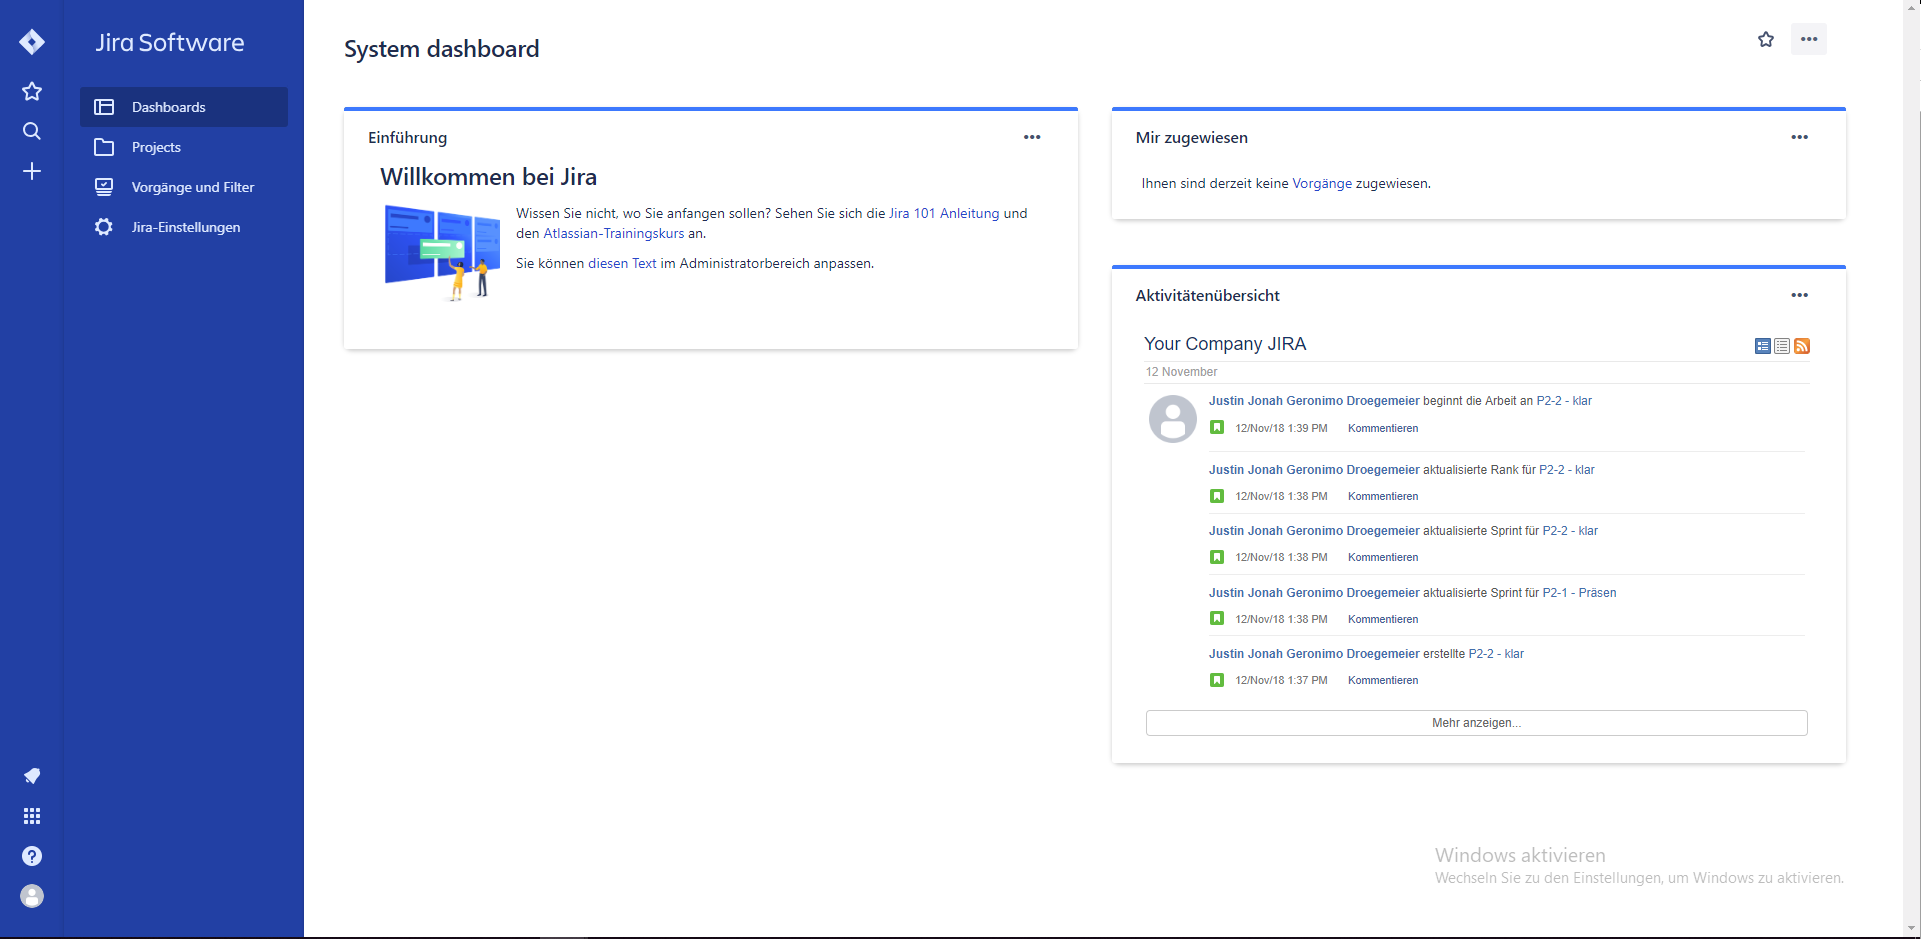 Jira Software
Dashboards
Projects
Vorgänge und Filter
Jira-Einstellungen
System dashboard
Einführung
Willkommen bei Jira
Wissen Sie nicht, wo Sie anfangen sollen? Sehen Sie sich die Jira 101 Anleitung und
den Atlassian-Trainingskurs an.
Sie können diesen Text im Administratorbereich anpassen.
Mir zugewiesen
Ihnen sind derzeit keine Vorgänge zugewiesen.
Aktivitätenübersicht
Your Company JIRA
12 November
Justin Jonah Geronimo Droegemeier beginnt die Arbeit an P2-2 - klar
12/Nov/18 1:39 PM Kommentieren
Justin Jonah Geronimo Droegemeier aktualisierte Rank für P2-2 - klar
12/Nov/18 1:38 PM Kommentieren
Justin Jonah Geronimo Droegemeier aktualisierte Sprint für P2-2 - klar
12/Nov/18 1:38 PM Kommentieren
Justin Jonah Geronimo Droegemeier aktualisierte Sprint für P2-1 - Präsen
12/Nov/18 1:38 PM Kommentieren
Justin Jonah Geronimo Droegemeier erstellte P2-2 - klar
12/Nov/18 1:37 PM Kommentieren
Mehr anzeigen...
Windows aktivieren
Wechseln Sie zu den Einstellungen, um Windows zu aktivieren.